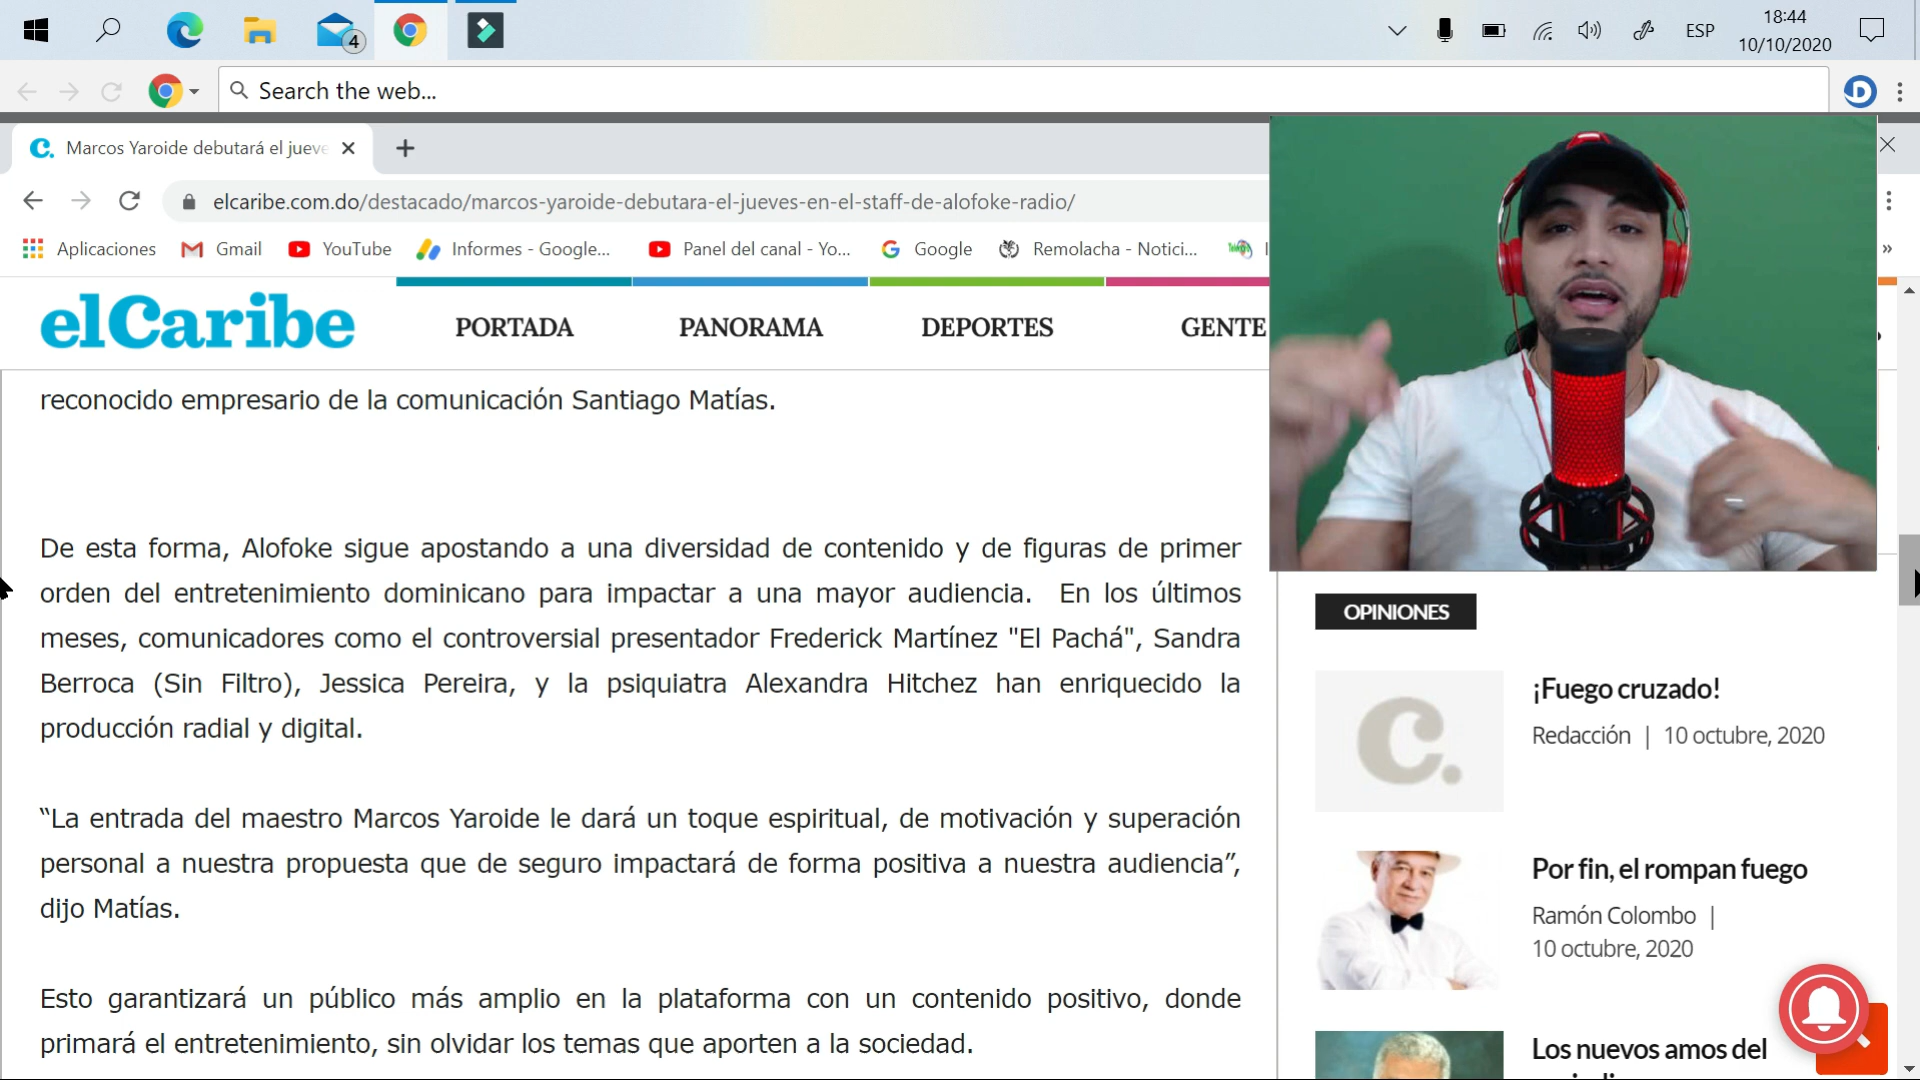 4
ESP
18:44
10/10/2020
Search the web...
Marcos Yaroide debutará el jueve
elcaribe.com.do/destacado/marcos-yaroide-debutara-el-jueves-en-el-staff-de-alofoke-radio/
Aplicaciones
Gmail
YouTube
Informes - Google...
Panel del canal - Yo...
Google
Remolacha - Notici...
»
elCaribe
PORTADA
PANORAMA
DEPORTES
GENTE
reconocido empresario de la comunicación Santiago Matías.
De esta forma, Alofoke sigue apostando a una diversidad de contenido y de figuras de primer
orden del entretenimiento dominicano para impactar a una mayor audiencia. En los últimos
meses, comunicadores como el controversial presentador Frederick Martínez "El Pachá", Sandra
Berroca (Sin Filtro), Jessica Pereira, y la psiquiatra Alexandra Hitchez han enriquecido la
producción radial y digital.
“La entrada del maestro Marcos Yaroide le dará un toque espiritual, de motivación y superación
personal a nuestra propuesta que de seguro impactará de forma positiva a nuestra audiencia”,
dijo Matías.
Esto garantizará un público más amplio en la plataforma con un contenido positivo, donde
primará el entretenimiento, sin olvidar los temas que aporten a la sociedad.
OPINIONES
¡Fuego cruzado!
Redacción | 10 octubre, 2020
Por fin, el rompan fuego
Ramón Colombo |
10 octubre, 2020
Los nuevos amos del